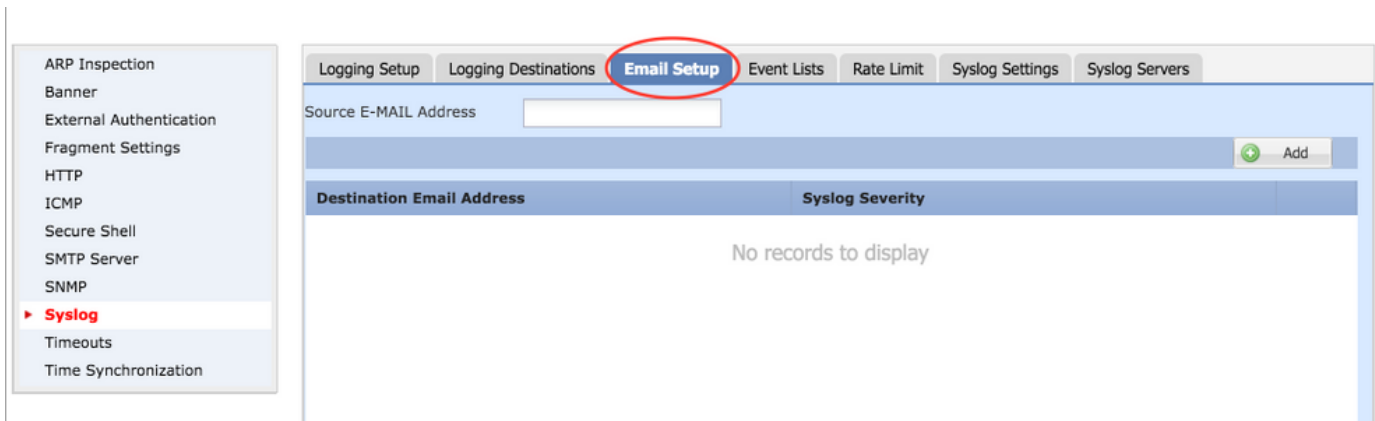 ARP Inspection
Banner
External Authentication
Fragment Settings
HTTP
ICMP
Secure Shell
SMTP Server
SNMP
Syslog
Timeouts
Time Synchronization
Logging Setup Logging Destinations Email Setup Event Lists Rate Limit Syslog Settings Syslog Servers
Source E-MAIL Address
Add
Destination Email Address Syslog Severity
No records to display